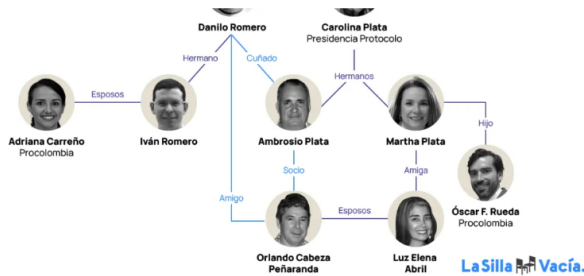 Danilo Romero
Carolina Plata
Presidencia Protocolo
Hermano
Cuñado
Hermanos
Esposos
Adriana Carreño
Procolombia
Iván Romero
Ambrosio Plata
Martha Plata
Hijo
Socio
Amiga
Amigo
Esposos
Óscar F. Rueda
Procolombia
Orlando Cabeza
Peñaranda
Luz Elena
Abril
La Silla Vacía.